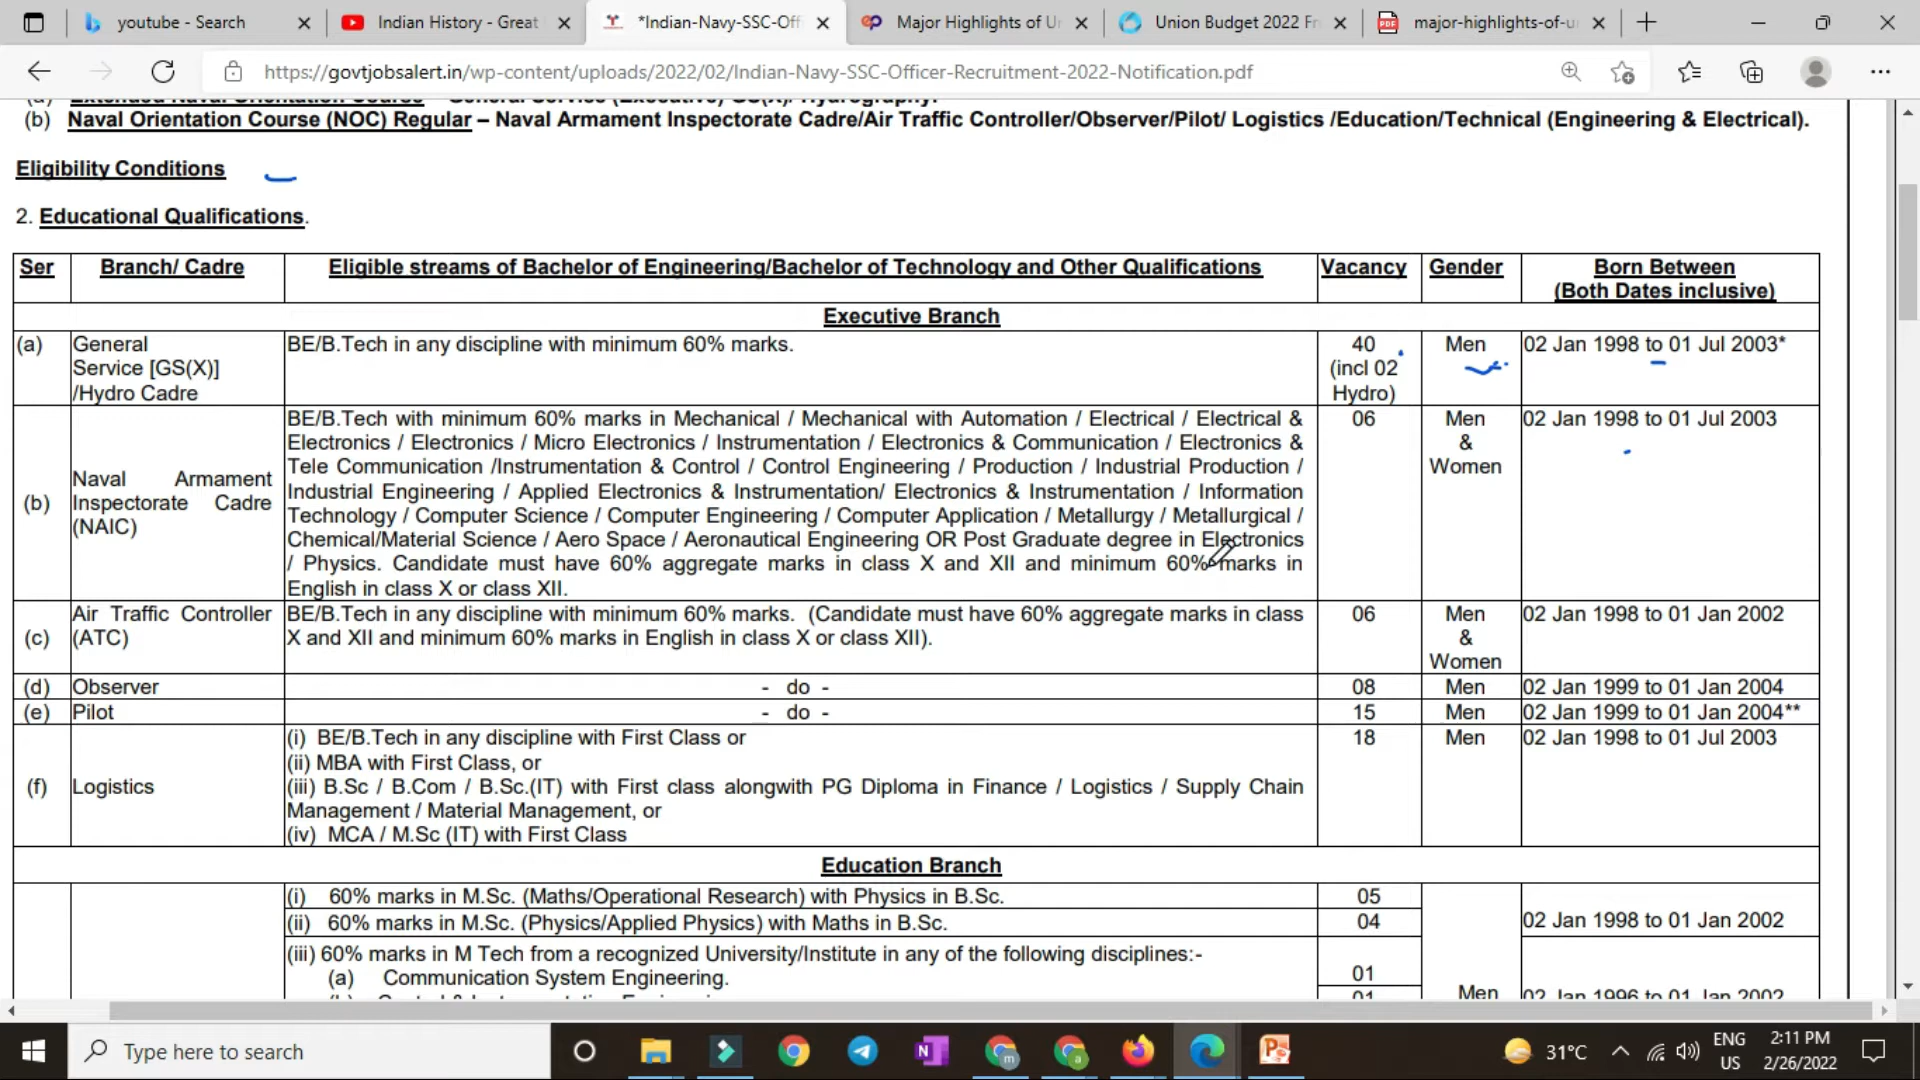 youtube - Search
Indian History - Great
*Indian-Navy-SSC-Off
Major Highlights of U
Union Budget 2022 Fr
major-highlights-of-u
https://govtjobsalert.in/wp-content/uploads/2022/02/Indian-Navy-SSC-Officer-Recruitment-2022-Notification.pdf
(a) Extended Naval Orientation Course – General Service (Executive) GS(X)/ Hydrography.
(b) Naval Orientation Course (NOC) Regular – Naval Armament Inspectorate Cadre/Air Traffic Controller/Observer/Pilot/ Logistics /Education/Technical (Engineering & Electrical).
Eligibility Conditions
2. Educational Qualifications.
Ser Branch/ Cadre Eligible streams of Bachelor of Engineering/Bachelor of Technology and Other Qualifications Vacancy Gender Born Between
(Both Dates inclusive)
Executive Branch
(a) General BE/B.Tech in any discipline with minimum 60% marks. 40 Men 02 Jan 1998 to 01 Jul 2003*
Service [GS(X)] (incl 02
/Hydro Cadre Hydro)
BE/B.Tech with minimum 60% marks in Mechanical / Mechanical with Automation / Electrical / Electrical & 06 Men 02 Jan 1998 to 01 Jul 2003
Electronics / Electronics / Micro Electronics / Instrumentation / Electronics & Communication / Electronics & &
Tele Communication /Instrumentation & Control / Control Engineering / Production / Industrial Production / Women
Naval Armament Industrial Engineering / Applied Electronics & Instrumentation/ Electronics & Instrumentation / Information
(b) Inspectorate Cadre Technology / Computer Science / Computer Engineering / Computer Application / Metallurgy / Metallurgical /
(NAIC) Chemical/Material Science / Aero Space / Aeronautical Engineering OR Post Graduate degree in Electronics
/ Physics. Candidate must have 60% aggregate marks in class X and XII and minimum 60% marks in
English in class X or class XII.
Air Traffic Controller BE/B.Tech in any discipline with minimum 60% marks. (Candidate must have 60% aggregate marks in class 06 Men 02 Jan 1998 to 01 Jan 2002
(c) (ATC) X and XII and minimum 60% marks in English in class X or class XII). &
Women
(d) Observer - do - 08 Men 02 Jan 1999 to 01 Jan 2004
(e) Pilot - do - 15 Men 02 Jan 1999 to 01 Jan 2004**
(i) BE/B.Tech in any discipline with First Class or 18 Men 02 Jan 1998 to 01 Jul 2003
(ii) MBA with First Class, or
(f) Logistics (iii) B.Sc / B.Com / B.Sc.(IT) with First class alongwith PG Diploma in Finance / Logistics / Supply Chain
Management / Material Management, or
(iv) MCA / M.Sc (IT) with First Class
Education Branch
(i) 60% marks in M.Sc. (Maths/Operational Research) with Physics in B.Sc. 05
(ii) 60% marks in M.Sc. (Physics/Applied Physics) with Maths in B.Sc. 04 02 Jan 1998 to 01 Jan 2002
(iii) 60% marks in M Tech from a recognized University/Institute in any of the following disciplines:-
(a) Communication System Engineering. 01
01 Men 02 Jan 1996 to 01 Jan 2002
Type here to search
31°C
ENG
US
2:11 PM
2/26/2022